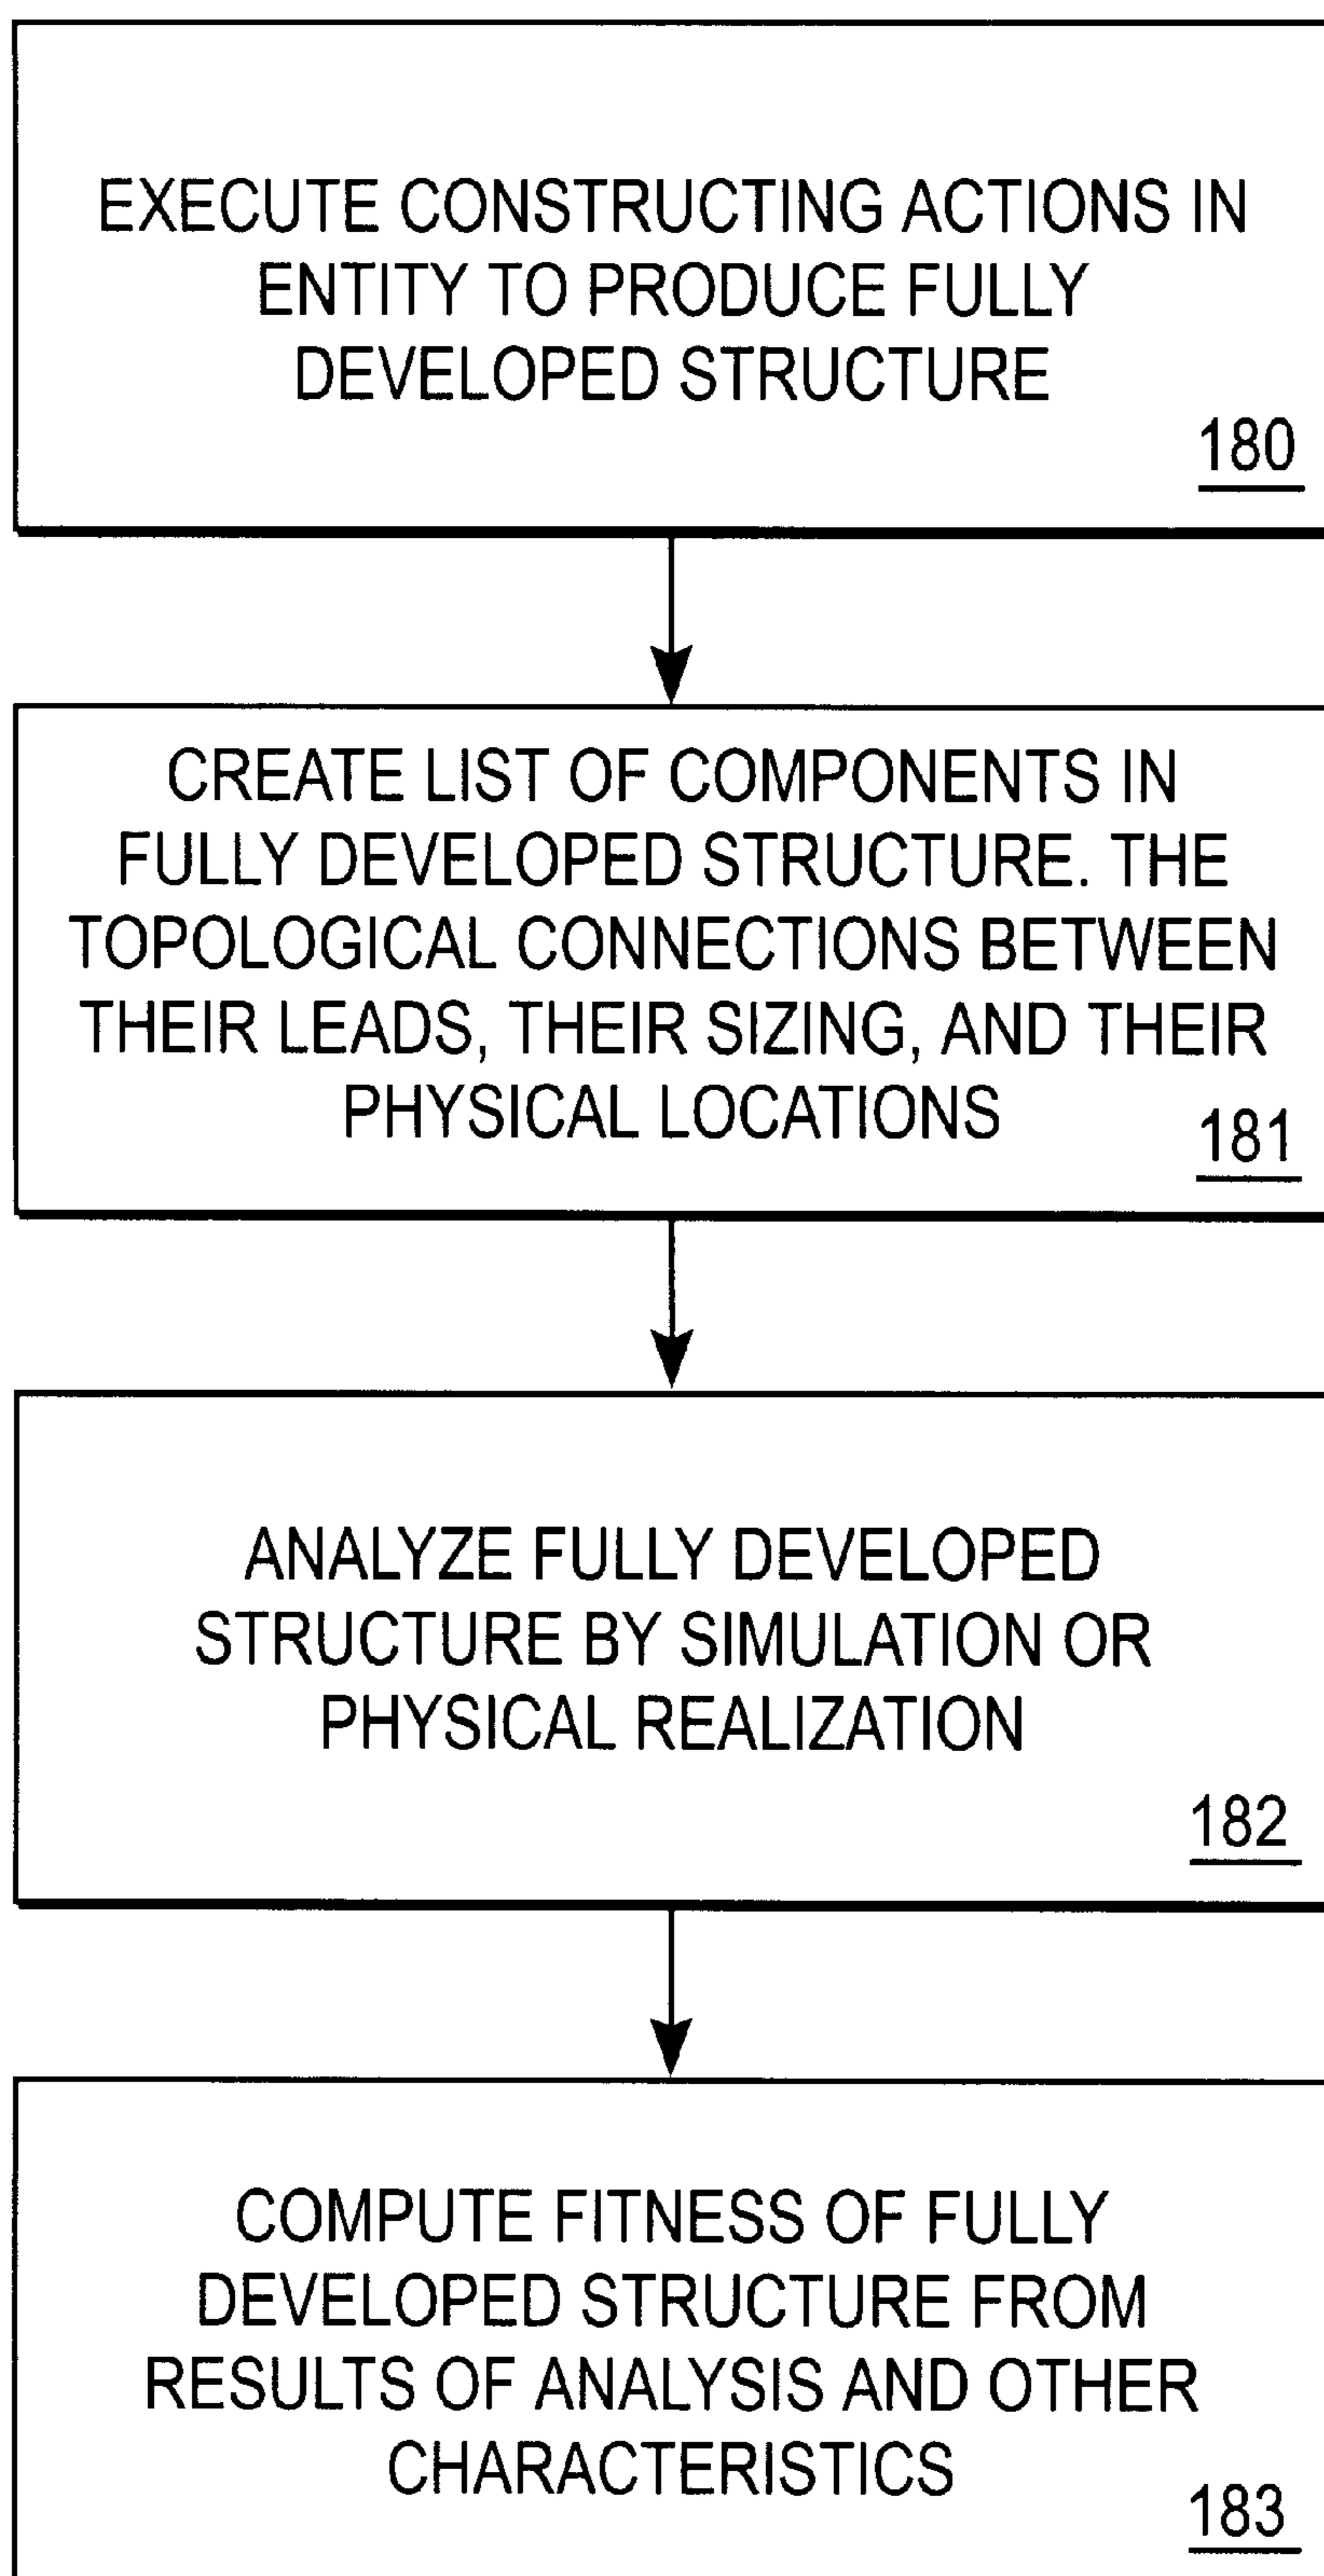 EXECUTE CONSTRUCTING ACTIONS IN
ENTITY TO PRODUCE FULLY
DEVELOPED STRUCTURE
180
CREATE LIST OF COMPONENTS IN
FULLY DEVELOPED STRUCTURE. THE
TOPOLOGICAL CONNECTIONS BETWEEN
THEIR LEADS, THEIR SIZING, AND THEIR
PHYSICAL LOCATIONS
181
ANALYZE FULLY DEVELOPED
STRUCTURE BY SIMULATION OR
PHYSICAL REALIZATION
182
COMPUTE FITNESS OF FULLY
DEVELOPED STRUCTURE FROM
RESULTS OF ANALYSIS AND OTHER
CHARACTERISTICS
183